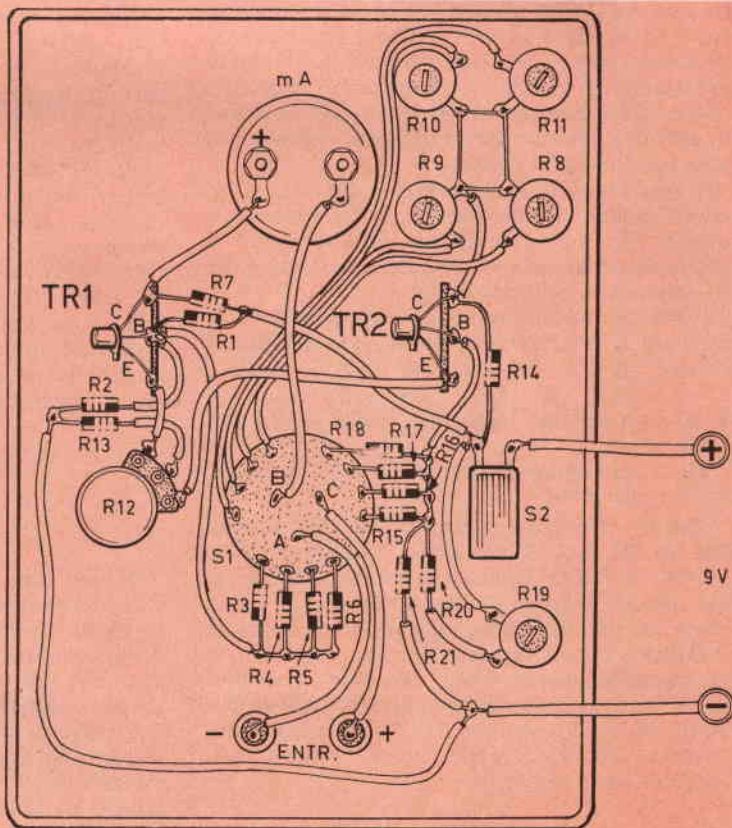 mA
+
R10
R11
R9
R8
TR1
C
B
E
R7
R1
TR2
C
B
E
R14
R2
R13
R12
R18
R17
R16
R15
B
C
A
S1
S2
+
9V
R3
R4
R5
R6
R20
R21
R19
-
- ENTR. +